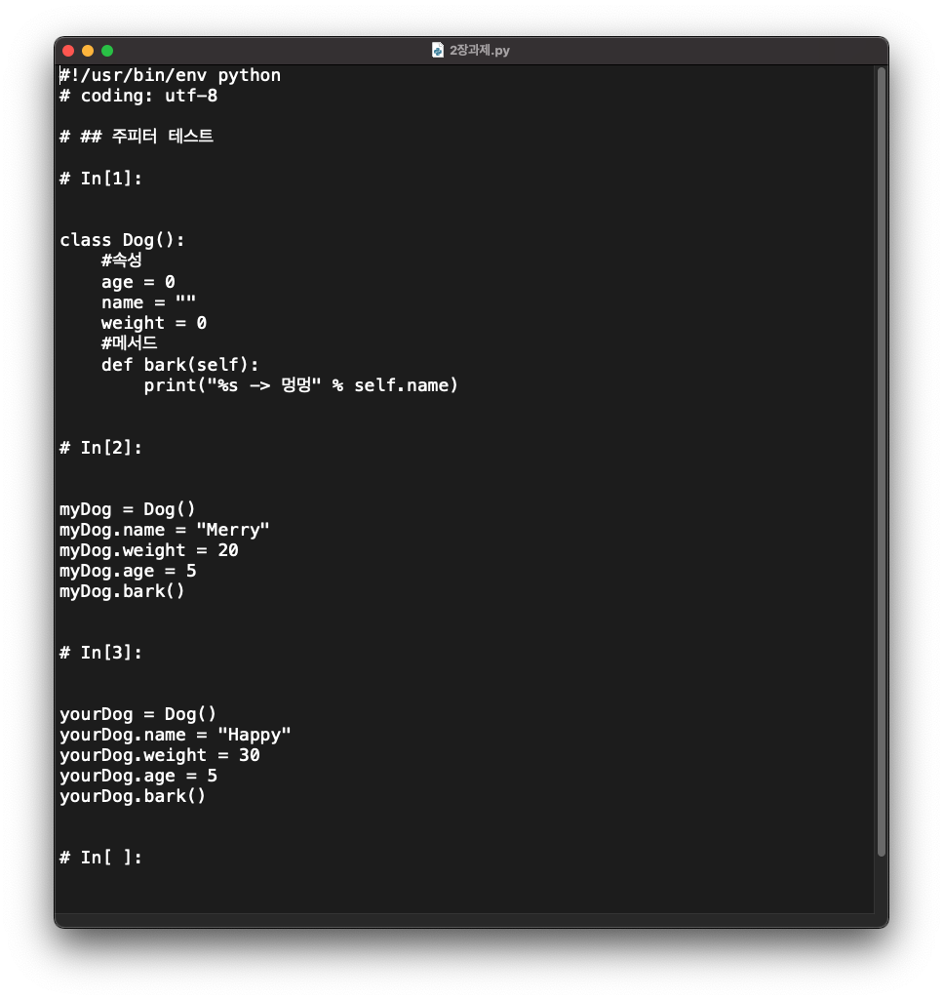 2장과제.py
#!/usr/bin/env python
# coding: utf-8
# ## 주피터 테스트
# In[1]:
class Dog():
    #속성
    age = 0
    name = ""
    weight = 0
    #메서드
    def bark(self):
        print("%s -> 멍멍" % self.name)
# In[2]:
myDog = Dog()
myDog.name = "Merry"
myDog.weight = 20
myDog.age = 5
myDog.bark()
# In[3]:
yourDog = Dog()
yourDog.name = "Happy"
yourDog.weight = 30
yourDog.age = 5
yourDog.bark()
# In[ ]: